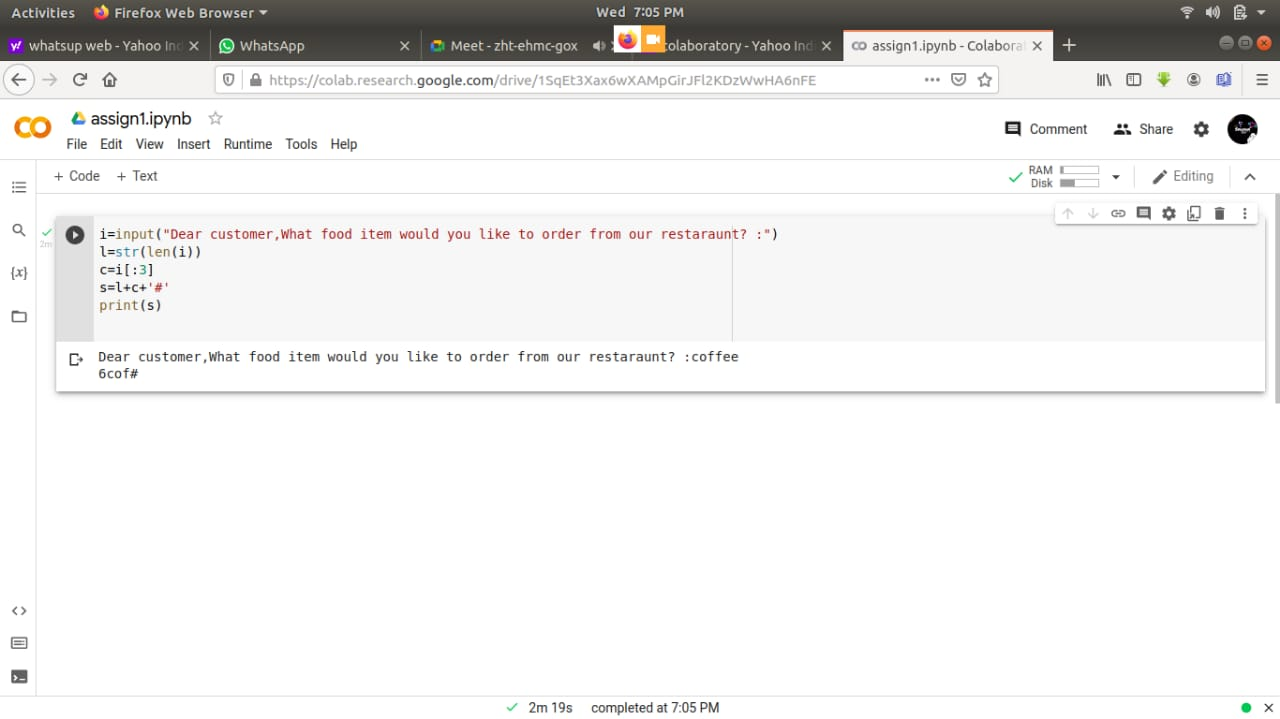 Activities Firefox Web Browser Wed 7:05 PM
whatsup web - Yahoo Ind WhatsApp Meet - zht-ehmc-gox colaboratory - Yahoo Indi assign1.ipynb - Colaborat
https://colab.research.google.com/drive/1SqEt3Xax6wXAMpGirJFl2KDzWwHA6nFE
assign1.ipynb
File Edit View Insert Runtime Tools Help
Comment Share
+ Code + Text RAM Disk Editing
2m
{x}
i=input("Dear customer,What food item would you like to order from our restaraunt? :")
l=str(len(i))
c=i[:3]
s=l+c+'#'
print(s)
Dear customer,What food item would you like to order from our restaraunt? :coffee
6cof#
2m 19s completed at 7:05 PM